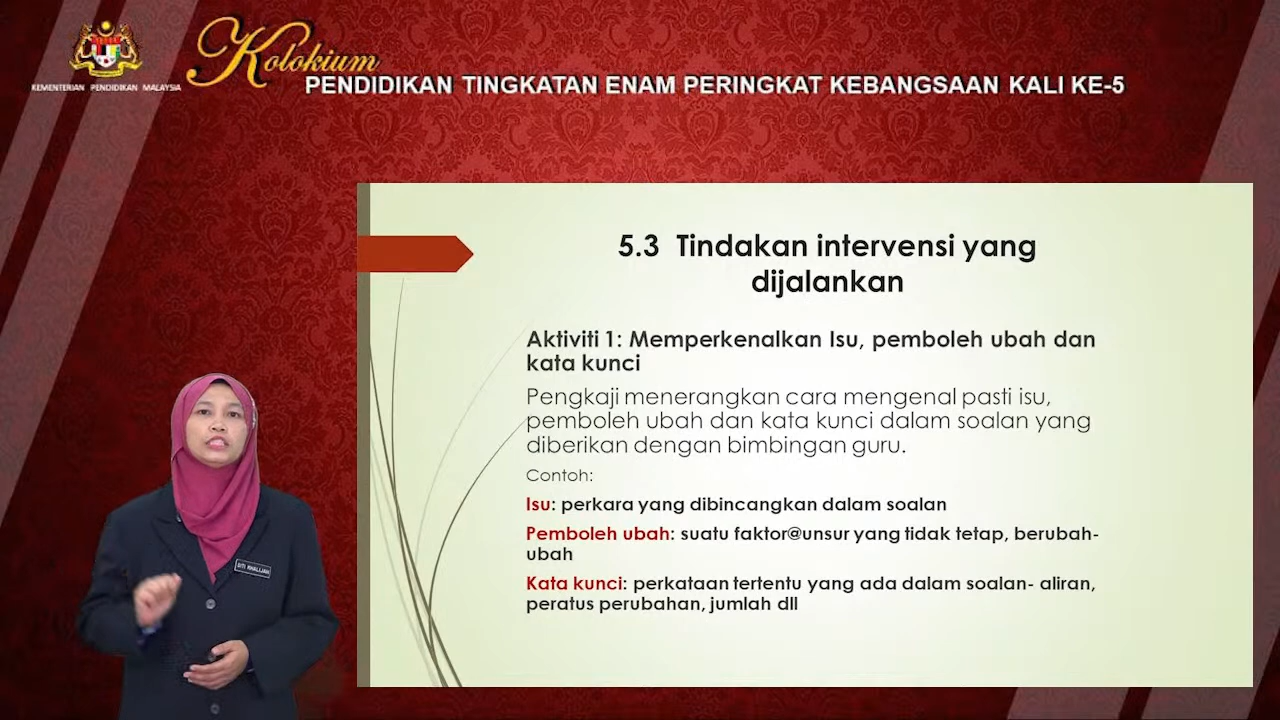 Kolokium
KEMENTERIAN PENDIDIKAN MALAYSIA
PENDIDIKAN TINGKATAN ENAM PERINGKAT KEBANGSAAN KALI KE-5
5.3 Tindakan intervensi yang
dijalankan
Aktiviti 1: Memperkenalkan Isu, pemboleh ubah dan
kata kunci
Pengkaji menerangkan cara mengenal pasti isu,
pemboleh ubah dan kata kunci dalam soalan yang
diberikan dengan bimbingan guru.
Contoh:
Isu: perkara yang dibincangkan dalam soalan
Pemboleh ubah: suatu faktor@unsur yang tidak tetap, berubah-
ubah
Kata kunci: perkataan tertentu yang ada dalam soalan- aliran,
peratus perubahan, jumlah dll
SITI KHALIJAH